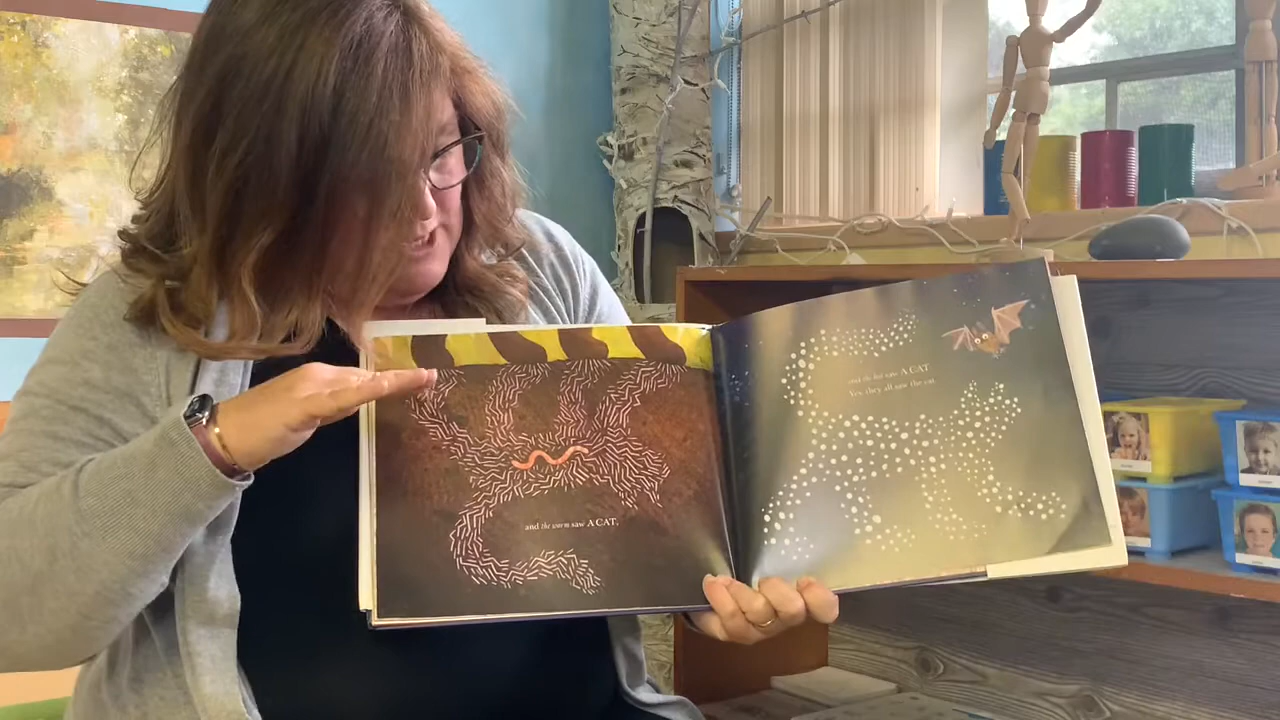 and the worm saw A CAT,
and the bat saw A CAT
Yes, they all saw the cat.